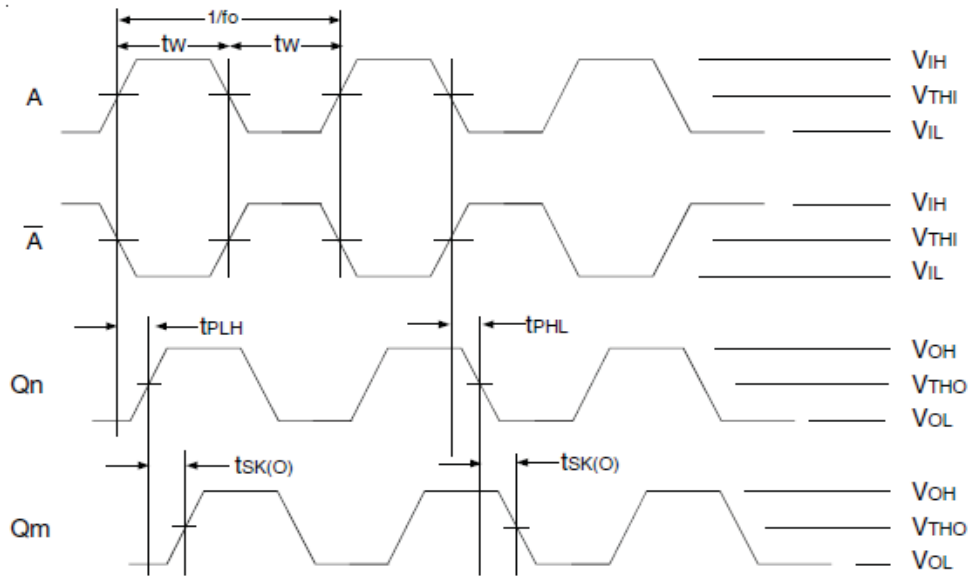 1/fo
tW tW
A
VIH
VTHI
VIL
A
VIH
VTHI
VIL
tPLH tPHL
Qn
VOH
VTHO
VOL
tSK(O) tSK(O)
Qm
VOH
VTHO
VOL